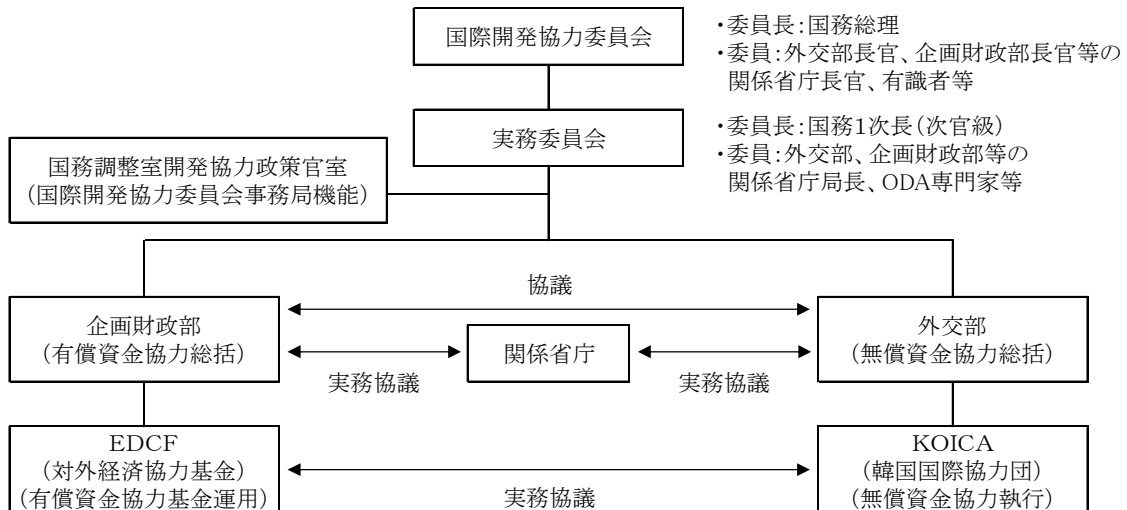 国際開発協力委員会
・委員長：国務総理
・委員：外交部長官、企画財政部長官等の
関係省庁長官、有識者等
実務委員会
・委員長：国務1次長（次官級）
・委員：外交部、企画財政部等の
関係省庁局長、ODA専門家等
国務調整室開発協力政策官室
（国際開発協力委員会事務局機能）
協議
企画財政部
（有償資金協力総括）
関係省庁
外交部
（無償資金協力総括）
実務協議
実務協議
EDCF
（対外経済協力基金）
（有償資金協力基金運用）
実務協議
KOICA
（韓国国際協力団）
（無償資金協力執行）